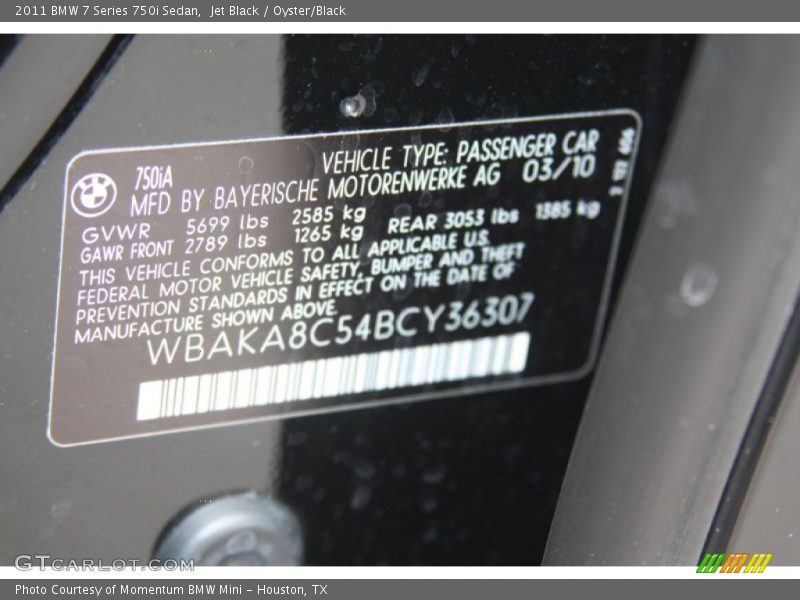 2011 BMW 7 Series 750i Sedan,  Jet Black / Oyster/Black
750iA
VEHICLE TYPE: PASSENGER CAR
MFD BY BAYERISCHE MOTORENWERKE AG 03/10
GVWR 5699 lbs 2585 kg
GAWR FRONT 2789 lbs 1265 kg REAR 3053 lbs 1385 kg
THIS VEHICLE CONFORMS TO ALL APPLICABLE U.S.
FEDERAL MOTOR VEHICLE SAFETY, BUMPER AND THEFT
PREVENTION STANDARDS IN EFFECT ON THE DATE OF
MANUFACTURE SHOWN ABOVE.
WBAKA8C54BCY36307
GTCARLOT.COM
Photo Courtesy of Momentum BMW Mini - Houston, TX